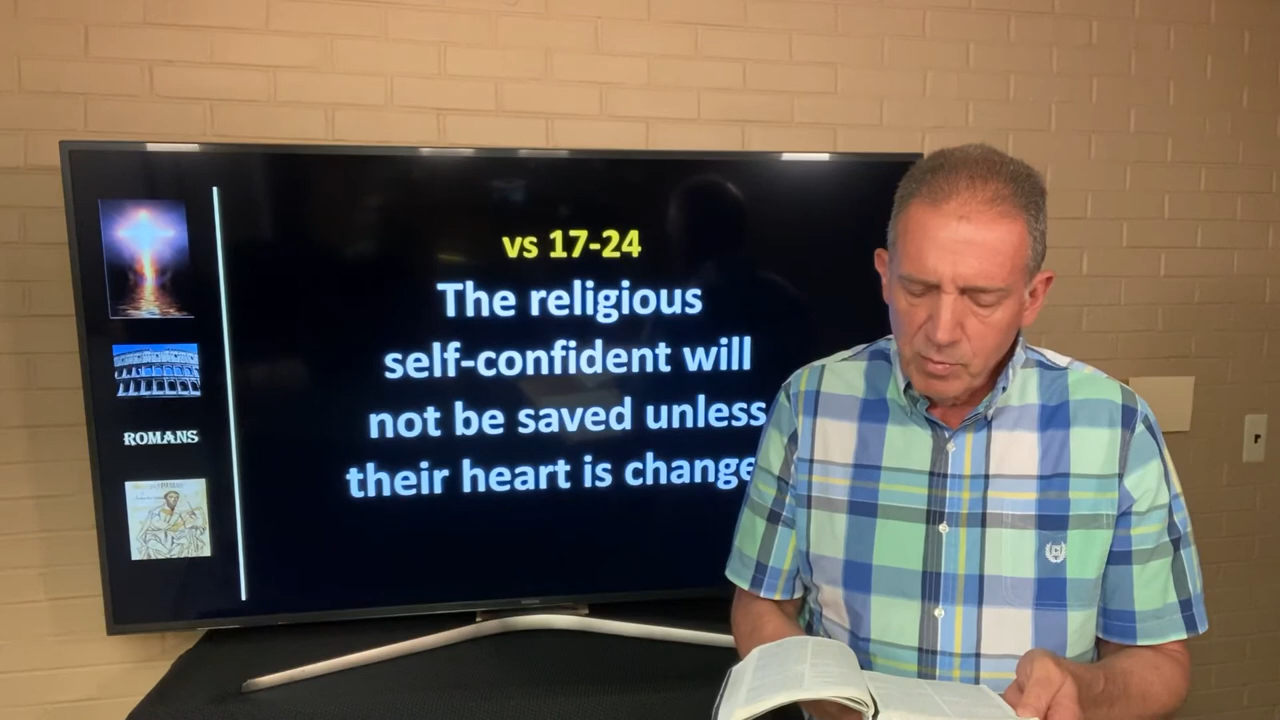 vs 17-24
The religious
self-confident will
not be saved unless
their heart is change
ROMANS